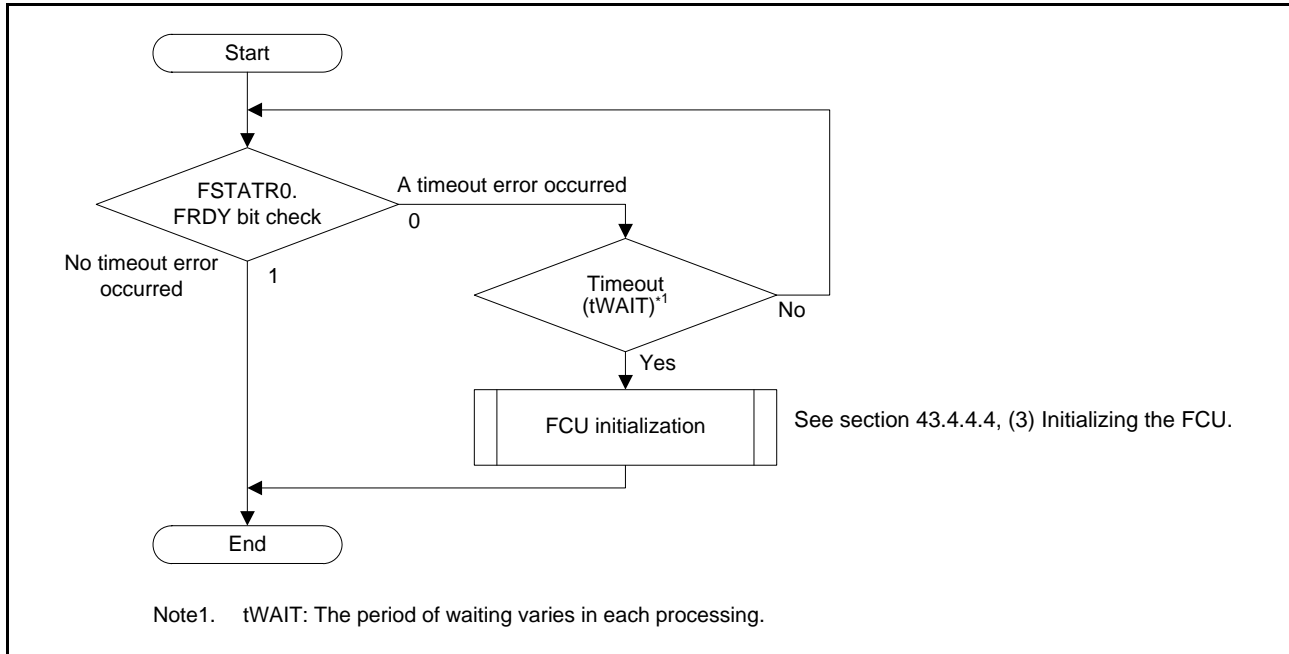 Start
FSTATR0.
FRDY bit check
A timeout error occurred
0
No timeout error
occurred
1
Timeout
(tWAIT)*1
No
Yes
FCU initialization
See section 43.4.4.4, (3) Initializing the FCU.
End
Note1. tWAIT: The period of waiting varies in each processing.